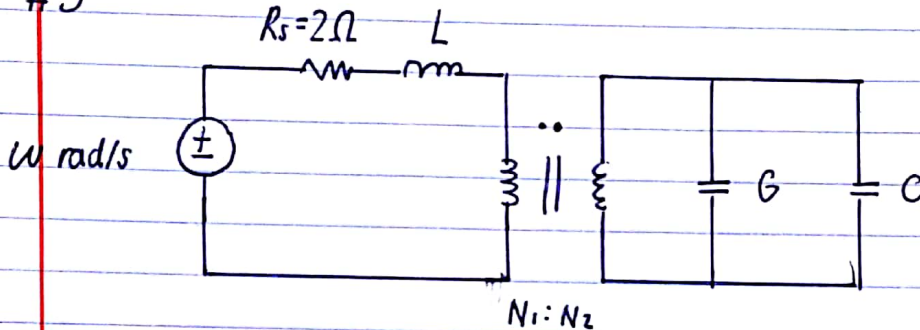 Rs=2Ω L
W rad/s
G
C
N1:N2